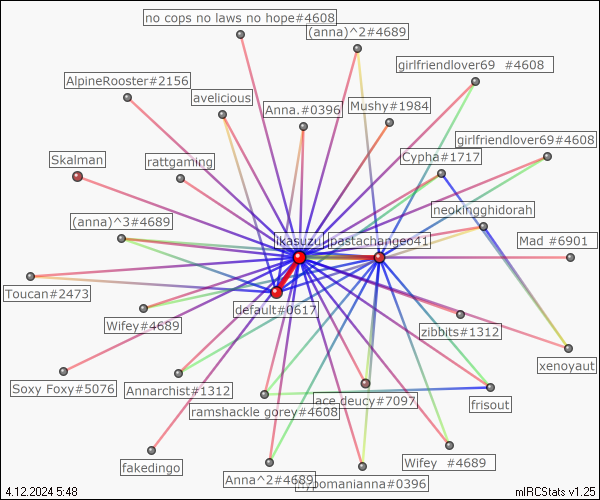 no cops no laws no hope#4608
(anna)^2#4689
girlfriendlover69 #4608
AlpineRooster#2156
avelicious
Anna.#0396
Mushy#1984
girlfriendlover69#4608
Skalman
rattgaming
Cypha#1717
neokingghidorah
(anna)^3#4689
ikasuzu
pastachangeo41
Mad #6901
Toucan#2473
default#0617
Wifey#4689
zibbits#1312
xenoyaut
Soxy Foxy#5076
Annarchist#1312
ace deucy#7097
ramshackle gorey#4608
frisout
fakedingo
Anna^2#4689
Wifey #4689
4.12.2024 5:48
mIRCStats v1.25